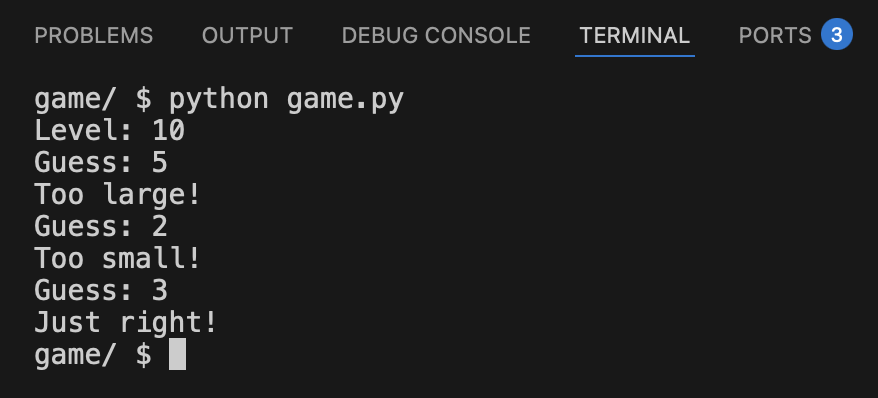 PROBLEMS OUTPUT DEBUG CONSOLE TERMINAL PORTS 3
game/ $ python game.py
Level: 10
Guess: 5
Too large!
Guess: 2
Too small!
Guess: 3
Just right!
game/ $